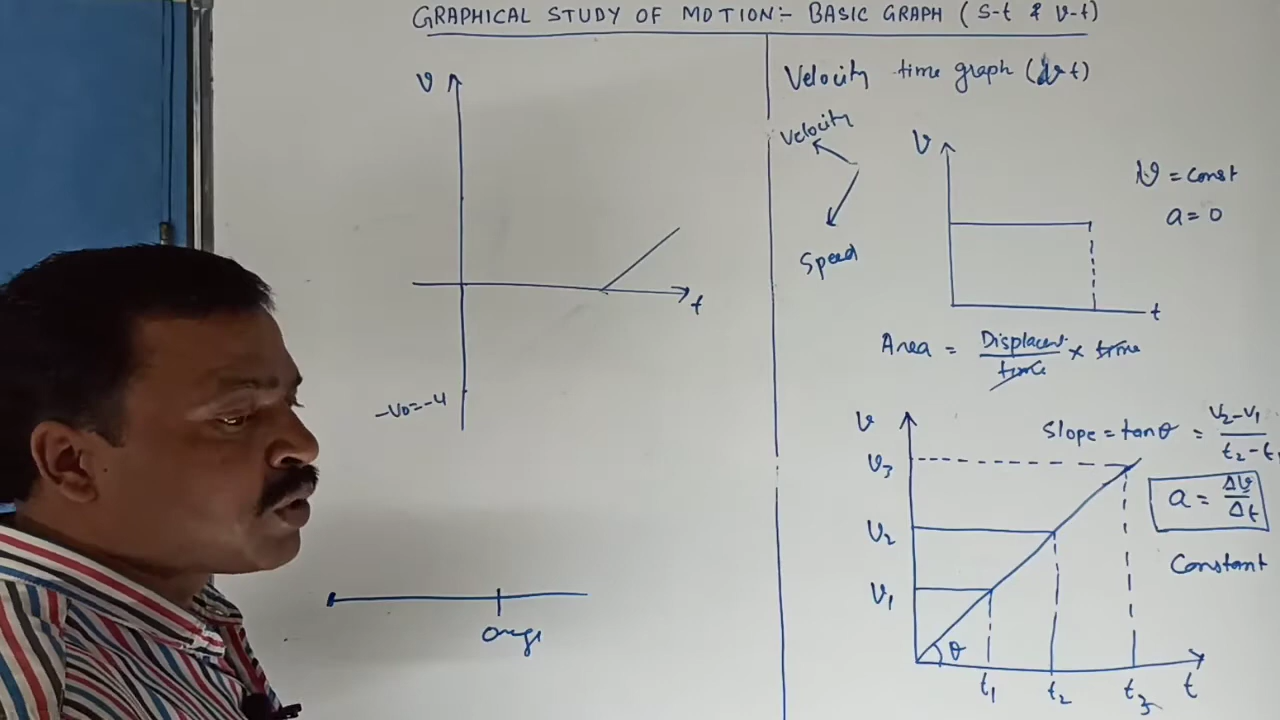 GRAPHICAL STUDY OF MOTION:- BASIC GRAPH (S-t & v-t)
v
t
-V0=-4
Velocity time graph (v t)
Velocity
Speed
v
t
v = const
a = 0
Area = Displacent/time × time
v
v3
v2
v1
θ
t1 t2 t3 t
Slope = tanθ = v2-v1/t2-t1
a = Δv/Δt
Constant